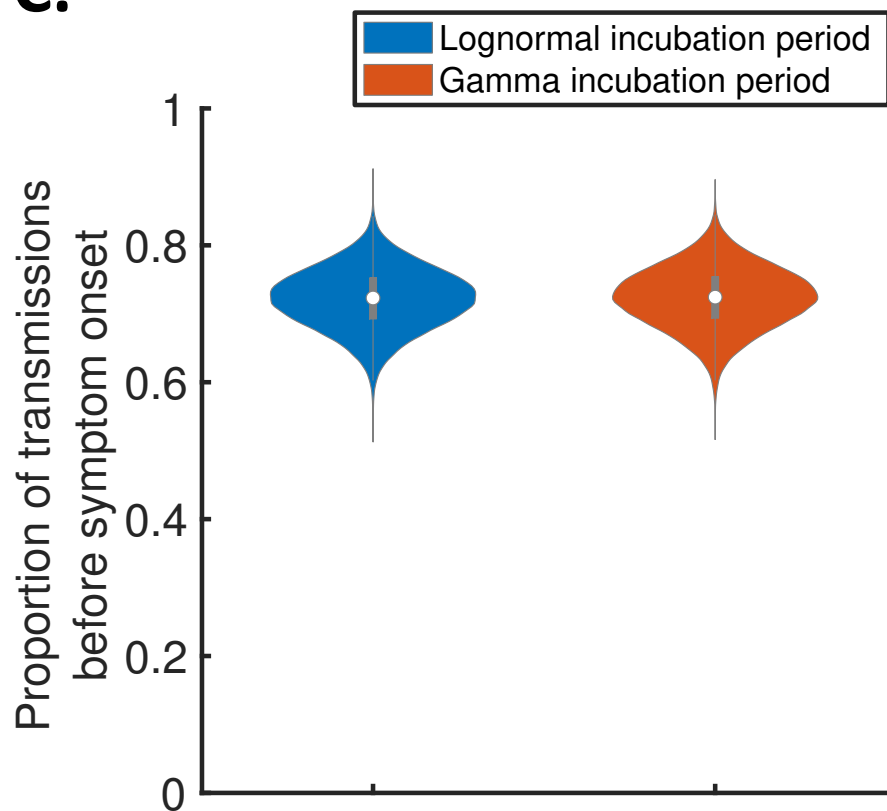 C.
Lognormal incubation period
Gamma incubation period
Proportion of transmissions
before symptom onset
1
0.8
0.6
0.4
0.2
0